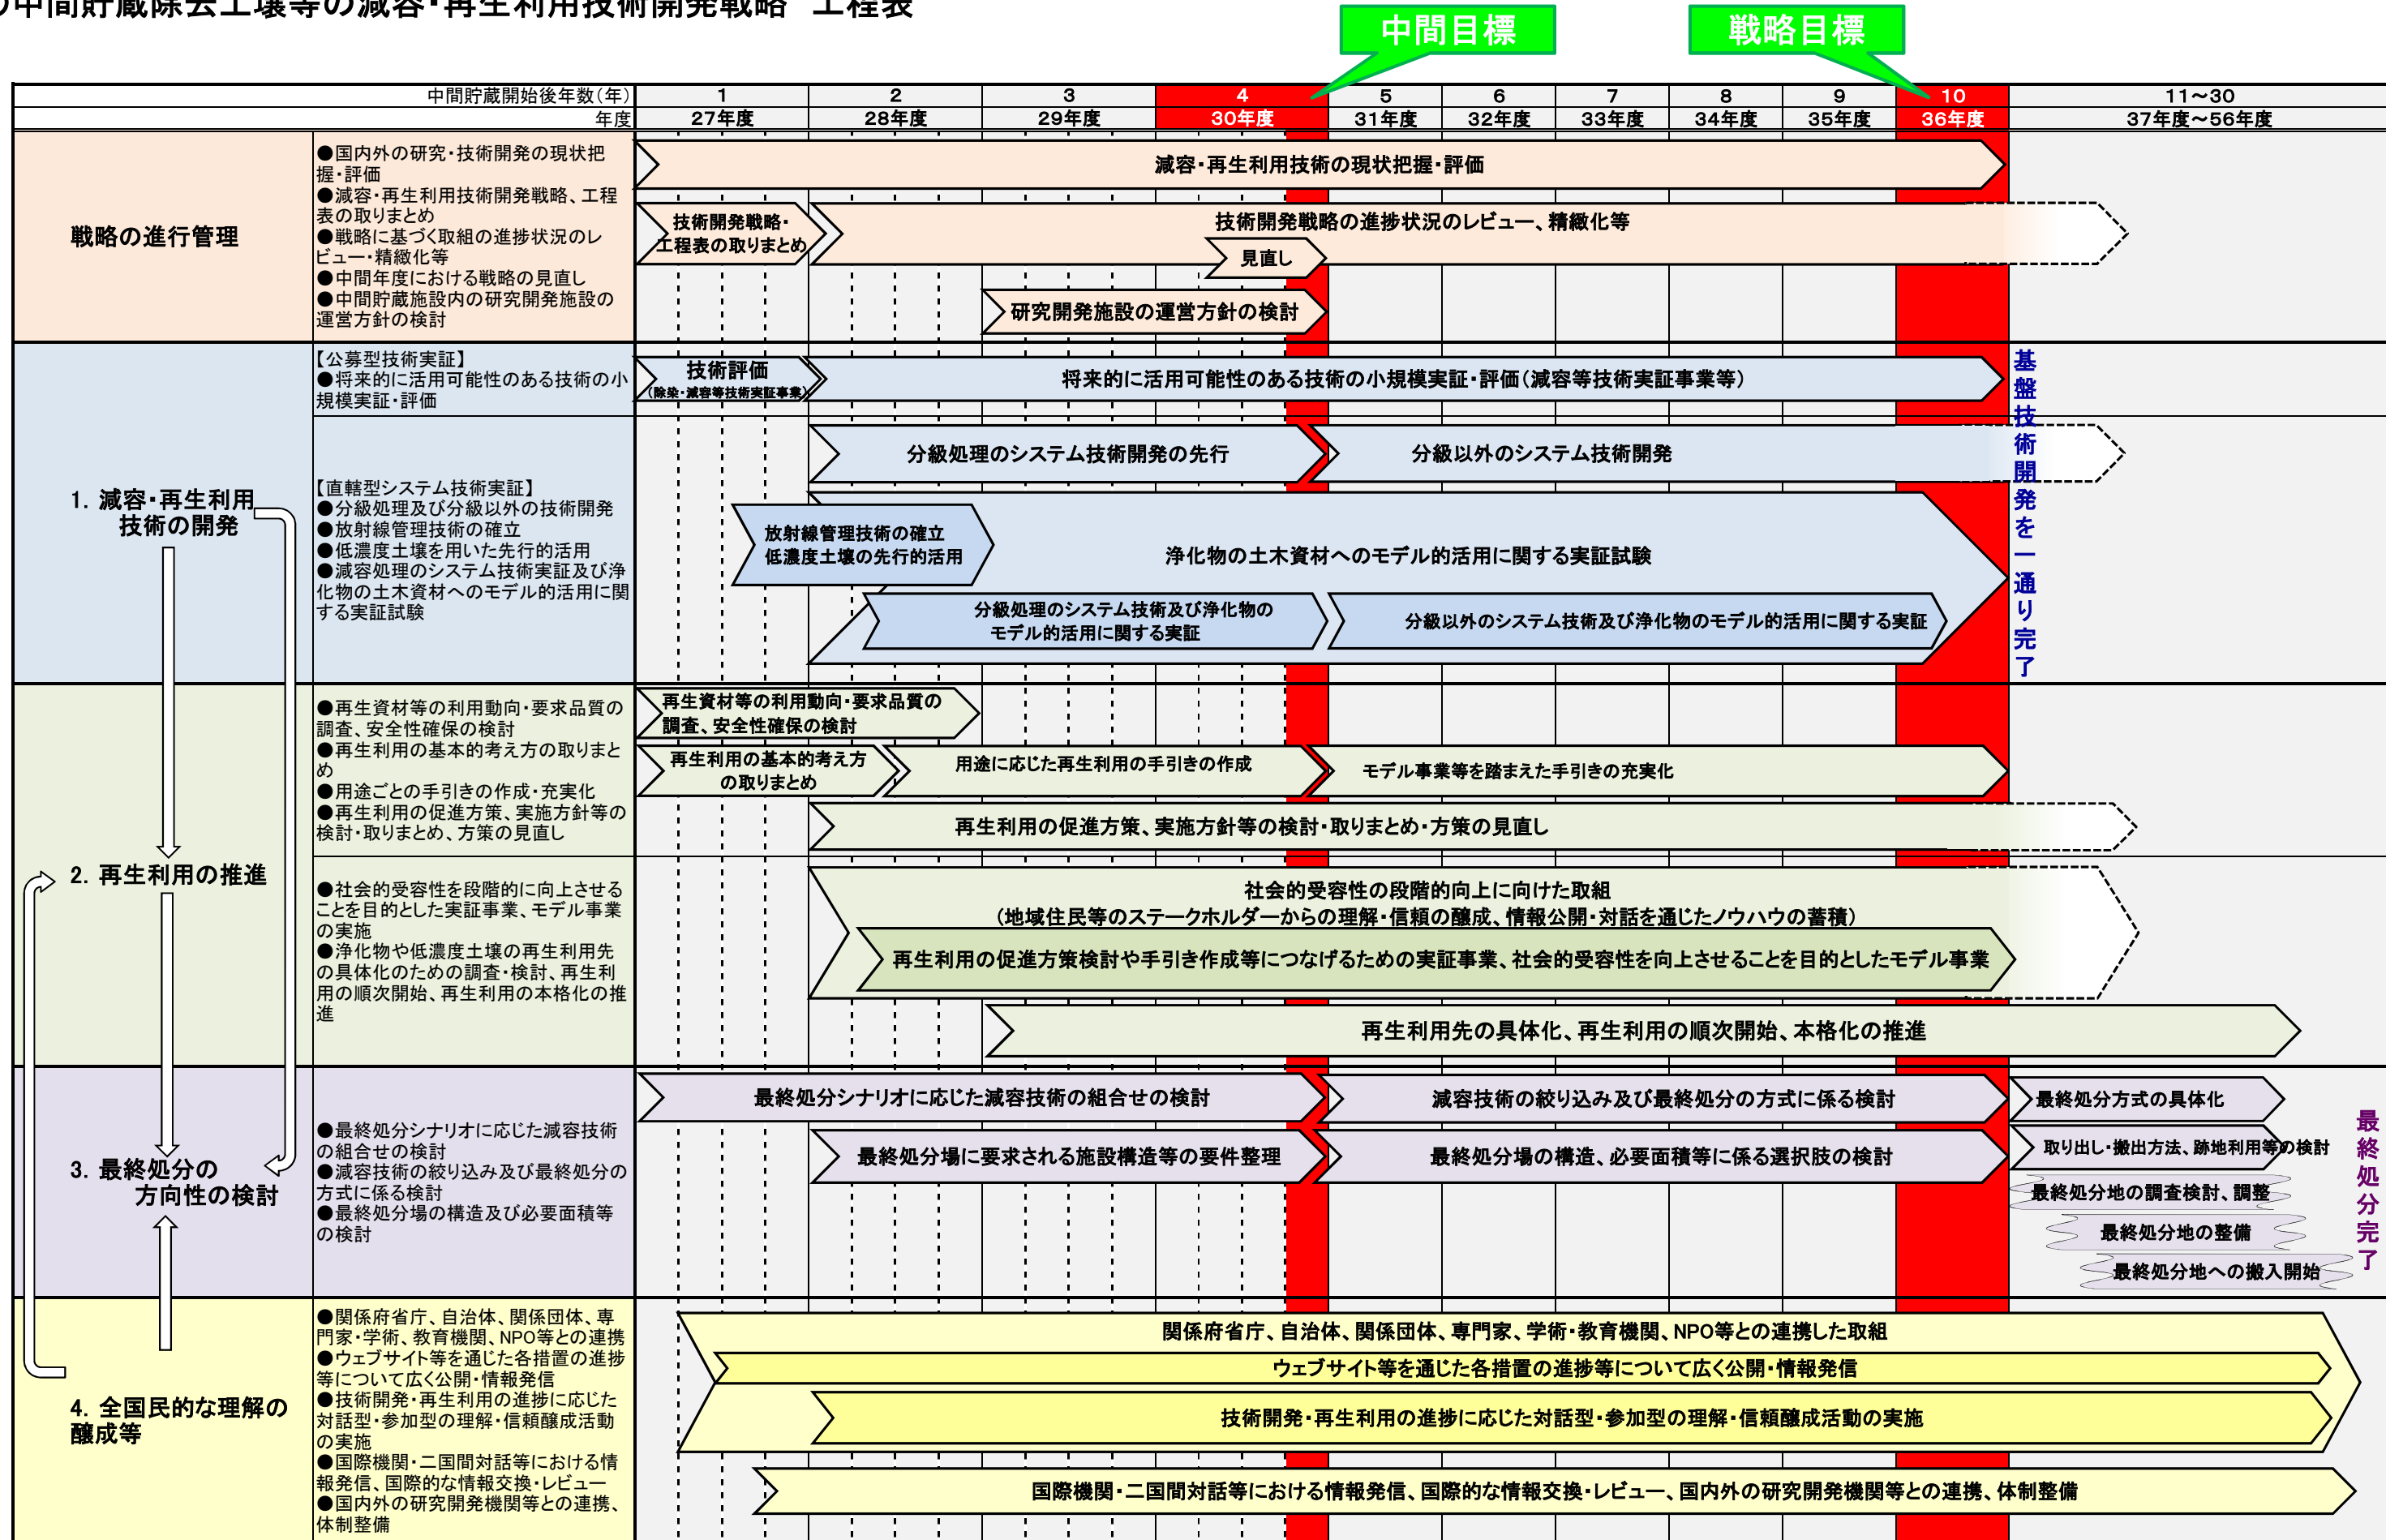 の中間貯蔵除去土壌等の減容・再生利用技術開発戦略 工程表
中間目標
戦略目標
中間貯蔵開始後年数(年)
1
2
3
4
5
6
7
8
9
10
11~30
年度
27年度
28年度
29年度
30年度
31年度
32年度
33年度
34年度
35年度
36年度
37年度~56年度
戦略の進行管理
●国内外の研究・技術開発の現状把
握・評価
●減容・再生利用技術開発戦略、工程
表の取りまとめ
●戦略に基づく取組の進捗状況のレ
ビュー・精緻化等
●中間年度における戦略の見直し
●中間貯蔵施設内の研究開発施設の
運営方針の検討
減容・再生利用技術の現状把握・評価
技術開発戦略・
工程表の取りまとめ
技術開発戦略の進捗状況のレビュー、精緻化等
見直し
研究開発施設の運営方針の検討
1. 減容・再生利用
技術の開発
【公募型技術実証】
●将来的に活用可能性のある技術の小
規模実証・評価
技術評価
(除染・減容等技術実証事業)
将来的に活用可能性のある技術の小規模実証・評価(減容等技術実証事業等)
【直轄型システム技術実証】
●分級処理及び分級以外の技術開発
●放射線管理技術の確立
●低濃度土壌を用いた先行的活用
●減容処理のシステム技術実証及び浄
化物の土木資材へのモデル的活用に関
する実証試験
分級処理のシステム技術開発の先行
分級以外のシステム技術開発
放射線管理技術の確立
低濃度土壌の先行的活用
浄化物の土木資材へのモデル的活用に関する実証試験
分級処理のシステム技術及び浄化物の
モデル的活用に関する実証
分級以外のシステム技術及び浄化物のモデル的活用に関する実証
基盤技術開発を一通り完了
2. 再生利用の推進
●再生資材等の利用動向・要求品質の
調査、安全性確保の検討
●再生利用の基本的考え方の取りまと
め
●用途ごとの手引きの作成・充実化
●再生利用の促進方策、実施方針等の
検討・取りまとめ、方策の見直し
再生資材等の利用動向・要求品質の
調査、安全性確保の検討
再生利用の基本的考え方
の取りまとめ
用途に応じた再生利用の手引きの作成
モデル事業等を踏まえた手引きの充実化
再生利用の促進方策、実施方針等の検討・取りまとめ・方策の見直し
●社会的受容性を段階的に向上させる
ことを目的とした実証事業、モデル事業
の実施
●浄化物や低濃度土壌の再生利用先
の具体化のための調査・検討、再生利
用の順次開始、再生利用の本格化の推
進
社会的受容性の段階的向上に向けた取組
(地域住民等のステークホルダーからの理解・信頼の醸成、情報公開・対話を通じたノウハウの蓄積)
再生利用の促進方策検討や手引き作成等につなげるための実証事業、社会的受容性を向上させることを目的としたモデル事業
再生利用先の具体化、再生利用の順次開始、本格化の推進
3. 最終処分の
方向性の検討
●最終処分シナリオに応じた減容技術
の組合せの検討
●減容技術の絞り込み及び最終処分の
方式に係る検討
●最終処分場の構造及び必要面積等
の検討
最終処分シナリオに応じた減容技術の組合せの検討
減容技術の絞り込み及び最終処分の方式に係る検討
最終処分方式の具体化
最終処分場に要求される施設構造等の要件整理
最終処分場の構造、必要面積等に係る選択肢の検討
取り出し・搬出方法、跡地利用等の検討
最終処分地の調査検討、調整
最終処分地の整備
最終処分地への搬入開始
最終処分完了
4. 全国民的な理解の
醸成等
●関係府省庁、自治体、関係団体、専
門家・学術、教育機関、NPO等との連携
●ウェブサイト等を通じた各措置の進捗
等について広く公開・情報発信
●技術開発・再生利用の進捗に応じた
対話型・参加型の理解・信頼醸成活動
の実施
●国際機関・二国間対話等における情
報発信、国際的な情報交換・レビュー
●国内外の研究開発機関等との連携、
体制整備
関係府省庁、自治体、関係団体、専門家、学術・教育機関、NPO等との連携した取組
ウェブサイト等を通じた各措置の進捗等について広く公開・情報発信
技術開発・再生利用の進捗に応じた対話型・参加型の理解・信頼醸成活動の実施
国際機関・二国間対話等における情報発信、国際的な情報交換・レビュー、国内外の研究開発機関等との連携、体制整備